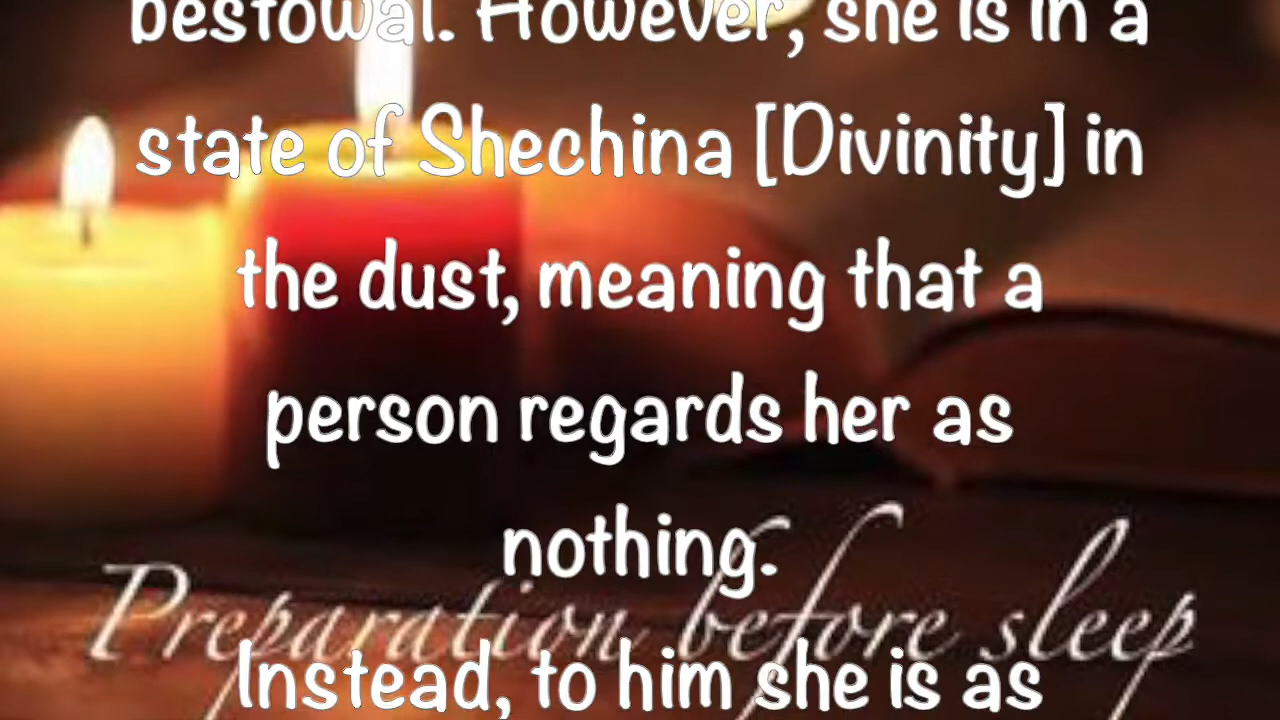 bestowal. However, she is in a
state of Shechina [Divinity] in
the dust, meaning that a
person regards her as
nothing.
Preparation before sleep
Instead, to him she is as